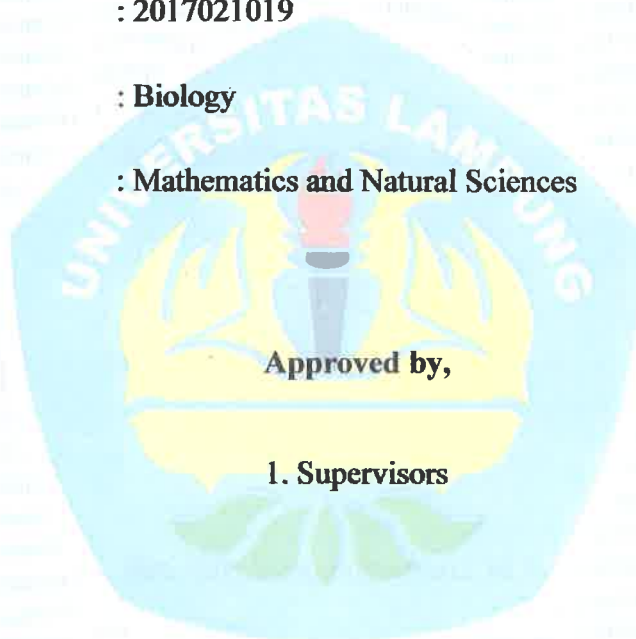 : 2017021019
: Biology
: Mathematics and Natural Sciences
UNIVERSITAS LAMPUNG
Approved by,
1. Supervisors